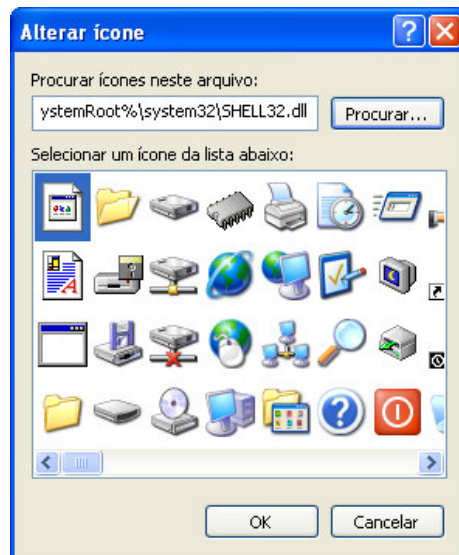 Alterar ícone
Procurar ícones neste arquivo:
ystemRoot%\system32\SHELL32.dll
Procurar...
Selecionar um ícone da lista abaixo:
OK
Cancelar